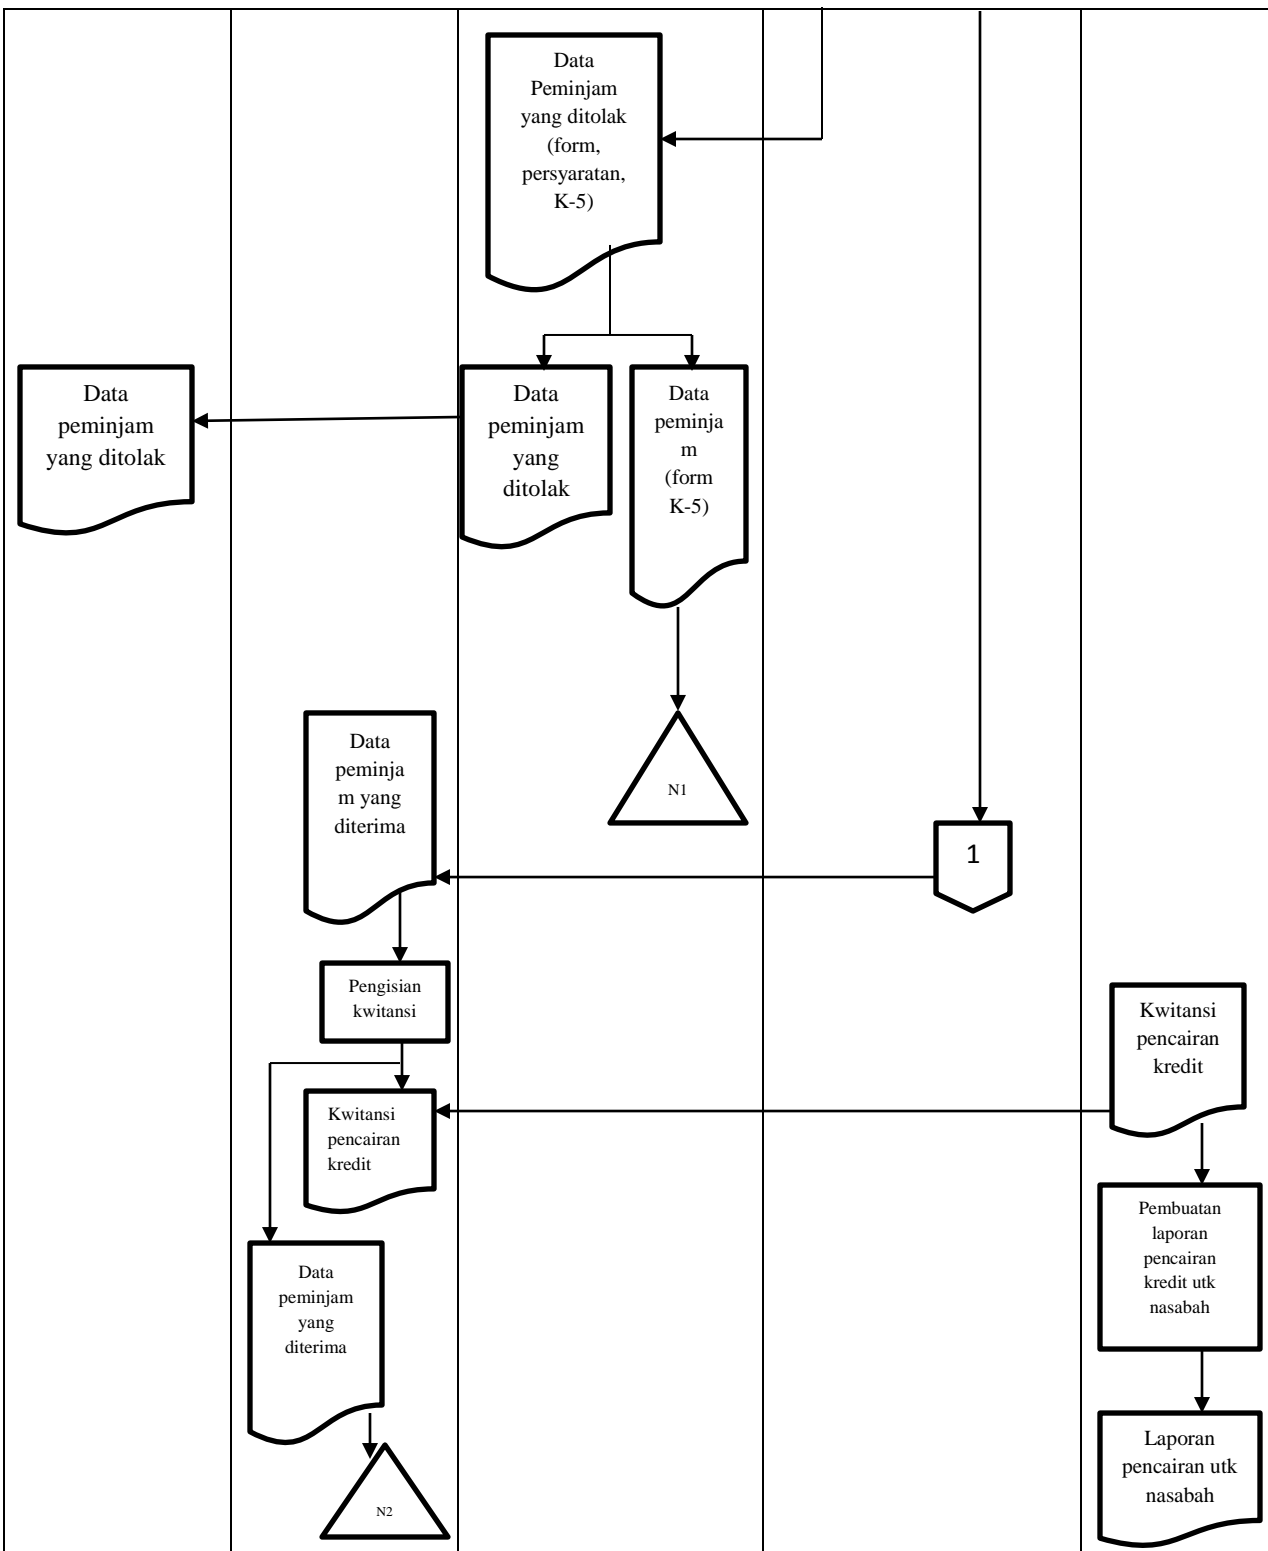 Data
Peminjam
yang ditolak
(form,
persyaratan,
K-5)
Data
peminjam
yang ditolak
Data
peminjam
yang
ditolak
Data
peminja
m
(form
K-5)
N1
Data
peminja
m yang
diterima
1
Pengisian
kwitansi
Kwitansi
pencairan
kredit
Kwitansi
pencairan
kredit
Pembuatan
laporan
pencairan
kredit utk
nasabah
Data
peminjam
yang
diterima
Laporan
pencairan utk
nasabah
N2